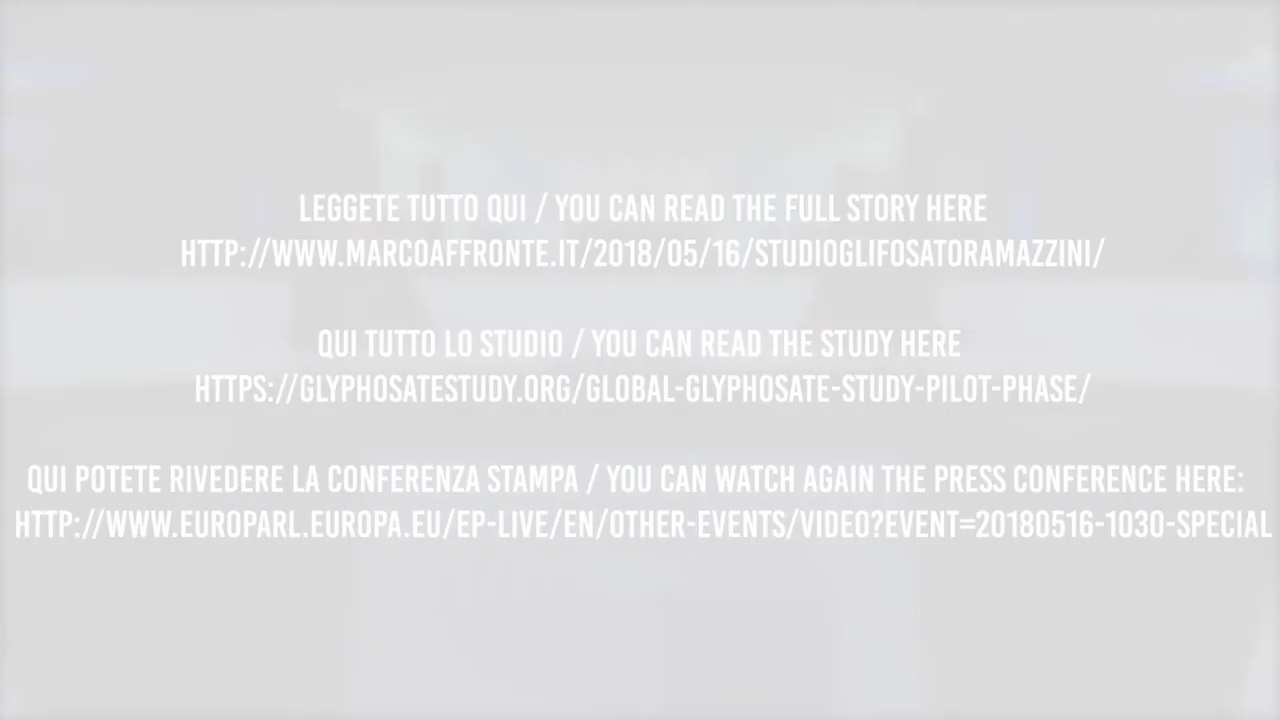 LEGGETE TUTTO QUI / YOU CAN READ THE FULL STORY HERE
HTTP://WWW.MARCOAFFRONTE.IT/2018/05/16/STUDIOGLIFOSATORAMAZZINI/
QUI TUTTO LO STUDIO / YOU CAN READ THE STUDY HERE
HTTPS://GLYPHOSATESTUDY.ORG/GLOBAL-GLYPHOSATE-STUDY-PILOT-PHASE/
QUI POTETE RIVEDERE LA CONFERENZA STAMPA / YOU CAN WATCH AGAIN THE PRESS CONFERENCE HERE:
HTTP://WWW.EUROPARL.EUROPA.EU/EP-LIVE/EN/OTHER-EVENTS/VIDEO?EVENT=20180516-1030-SPECIAL